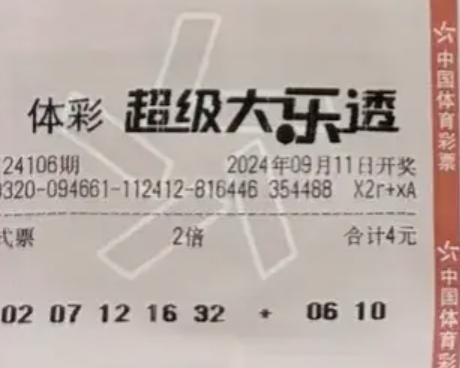 体彩 超级大乐透
24106期 2024年09月11日开奖
0320-094661-112412-816446 354488 X2r+xA
式票 2倍 合计4元
02 07 12 16 32 * 06 10
中国体育彩票
中国体育彩